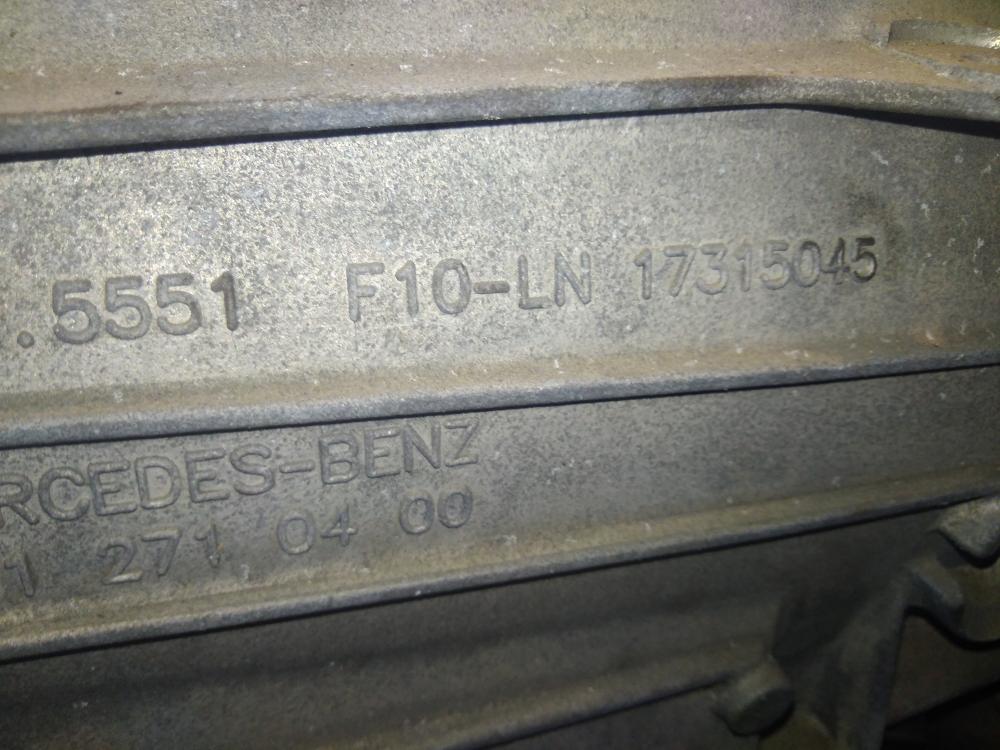 .5551 F10-LN 17315045
RCEDES-BENZ
1 271 04 00